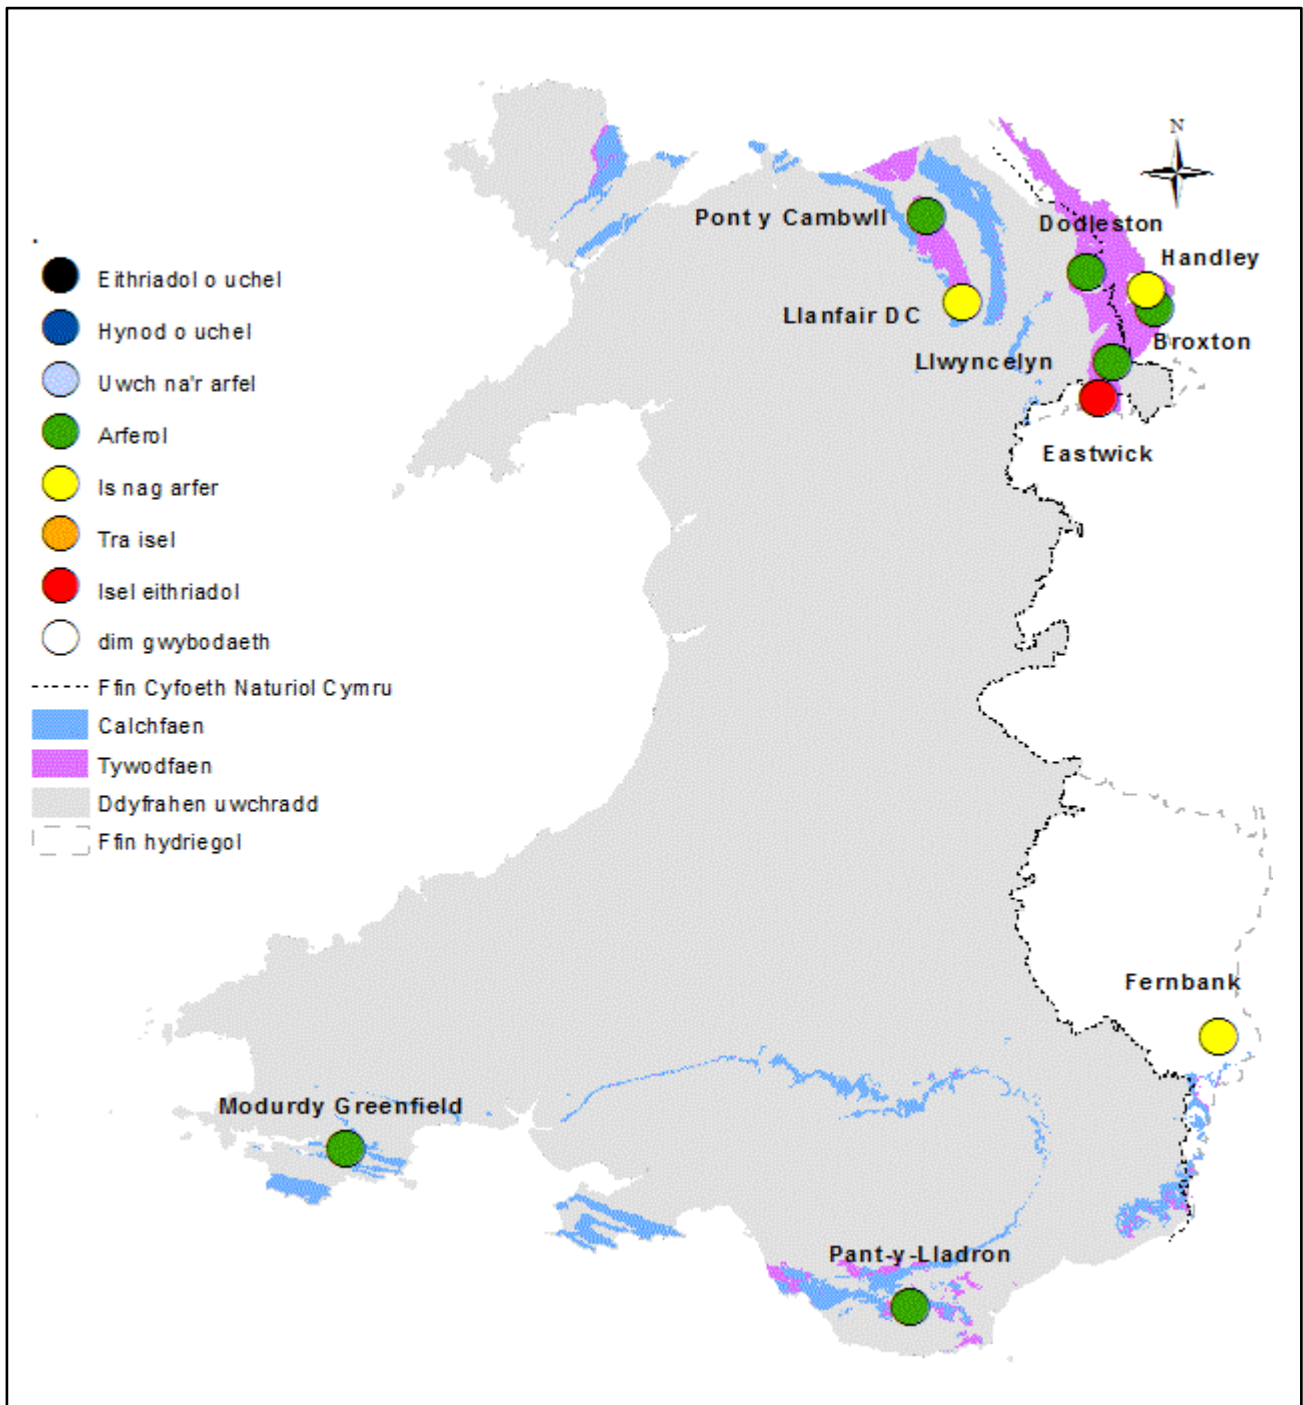 N
Pont y Cambwll
Dodleston
Handley
Llanfair DC
Broxton
Llwyncelyn
Eastwick
Eithriadol o uchel
Hynod o uchel
Uwch na'r arfel
Arferol
Is nag arfer
Tra isel
Isel eithriadol
dim gwybodaeth
Ffin Cyfoeth Naturiol Cymru
Calchfaen
Tywodfaen
Ddyfrahen uwchradd
Ffin hydriegol
Fernbank
Modurdy Greenfield
Pant-y-Lladron